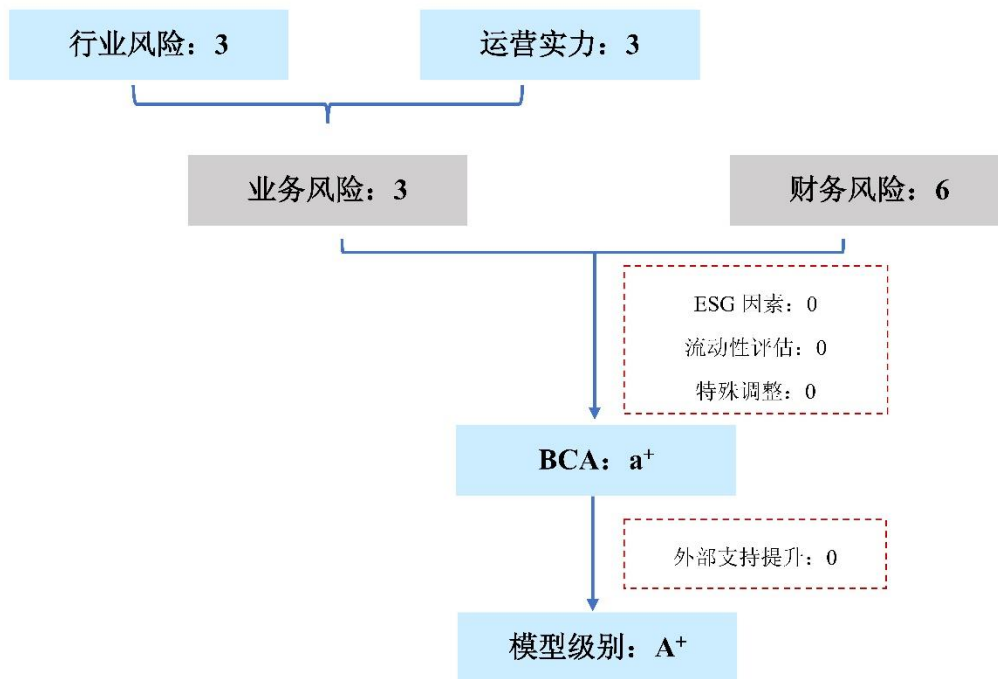 行业风险：3
运营实力：3
业务风险：3
财务风险：6
ESG 因素：0
流动性评估：0
特殊调整：0
BCA：a⁺
外部支持提升：0
模型级别：A⁺